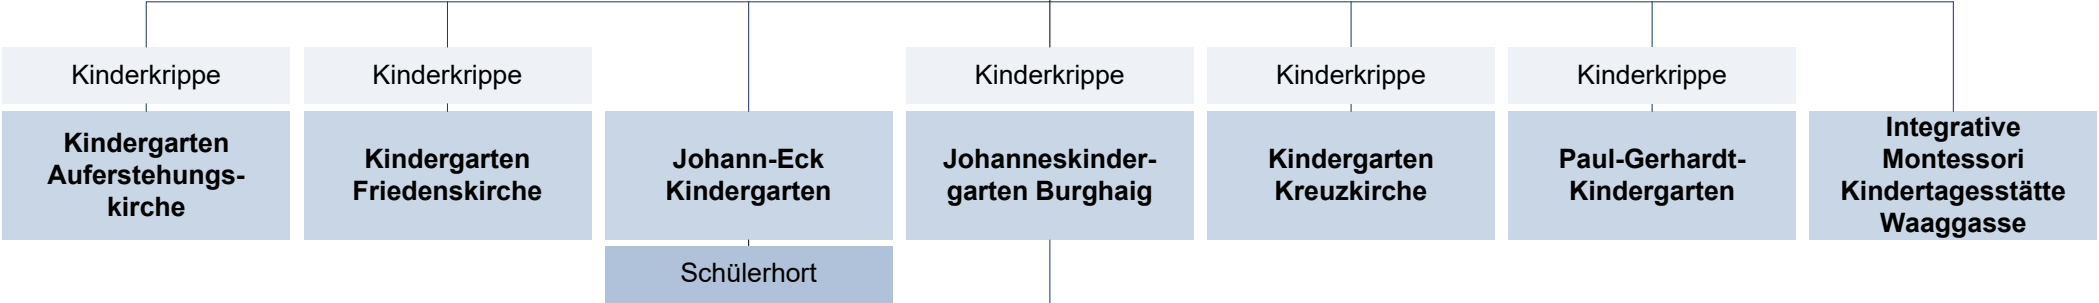 Kinderkrippe
Kindergarten
Auferstehungs-
kirche
Kinderkrippe
Kindergarten
Friedenskirche
Johann-Eck
Kindergarten
Schülerhort
Kinderkrippe
Johanneskinder-
garten Burghaig
Kinderkrippe
Kindergarten
Kreuzkirche
Kinderkrippe
Paul-Gerhardt-
Kindergarten
Integrative
Montessori
Kindertagesstätte
Waaggasse